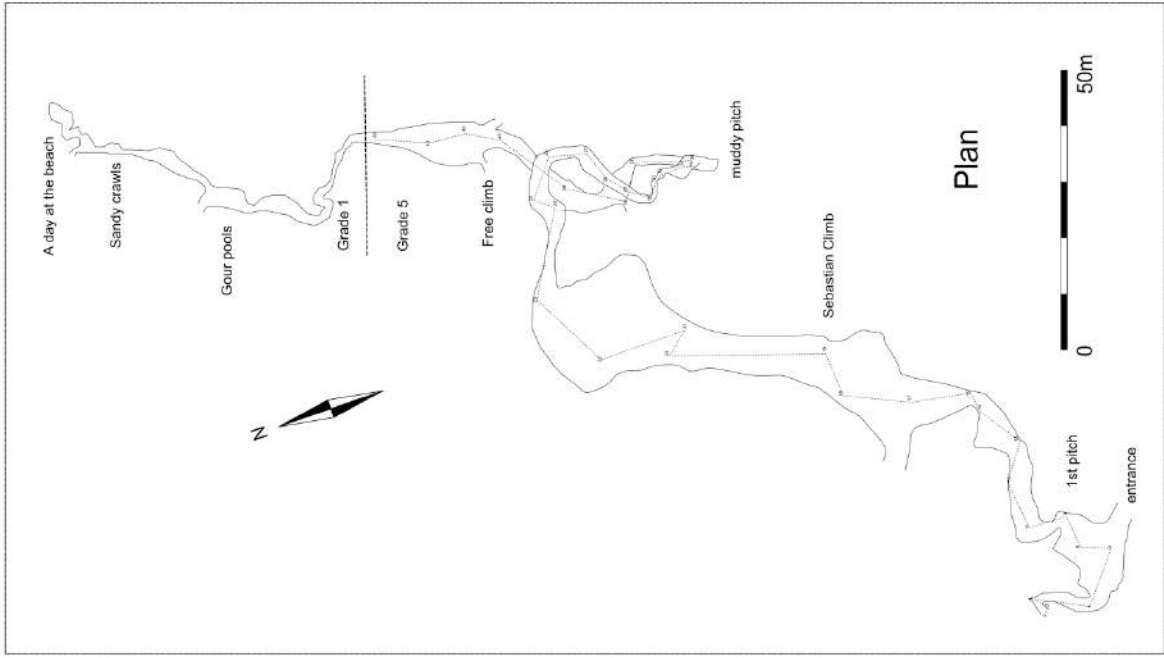 A day at the beach
Sandy crawls
Gour pools
Grade 1
Grade 5
Free climb
muddy pitch
Sebastian Climb
1st pitch
entrance
N
Plan
0
50m